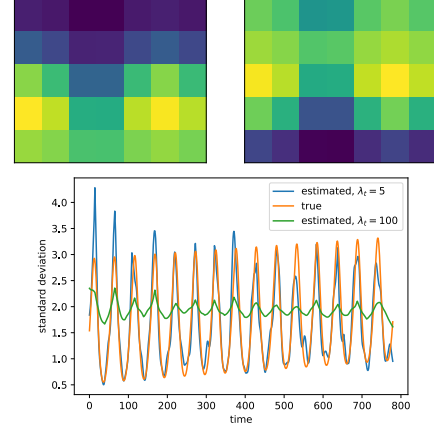 estimated, λt = 5
true
estimated, λt = 100
standard deviation
4.0
3.5
3.0
2.5
2.0
1.5
1.0
0.5
0 100 200 300 400 500 600 700 800
time